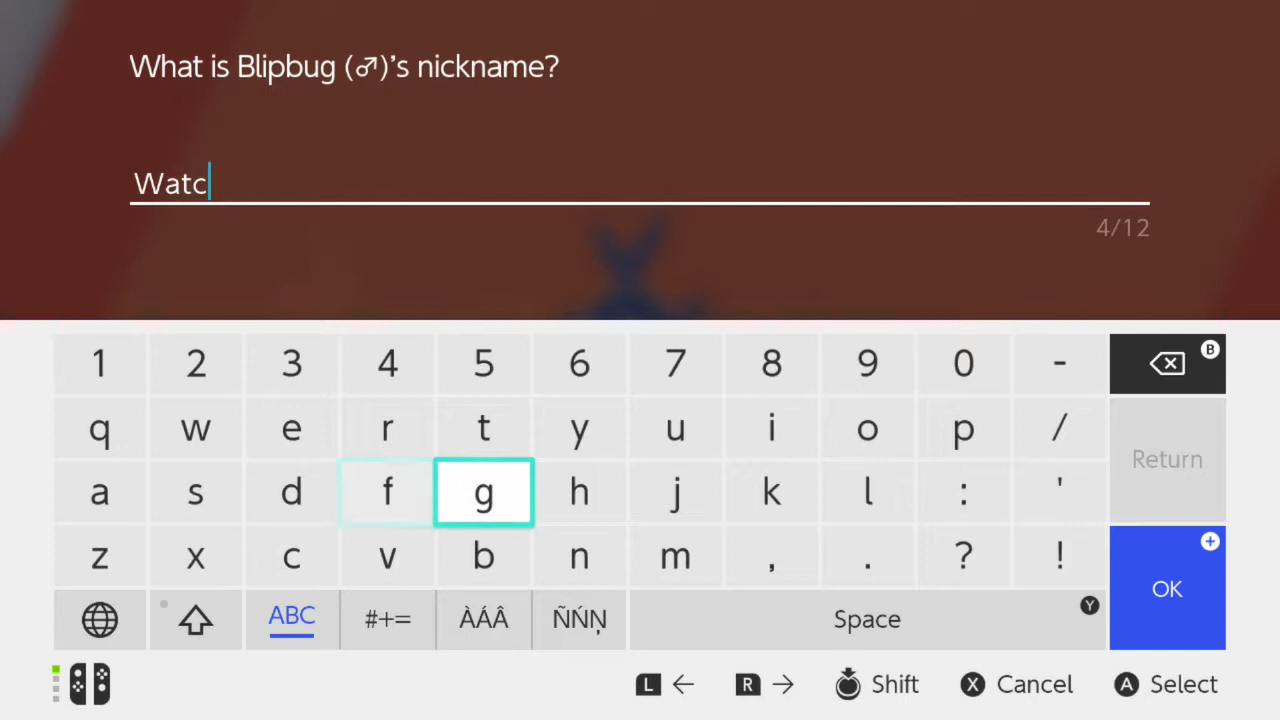 What is Blipbug (♂)'s nickname?
Watc
4/12
1 2 3 4 5 6 7 8 9 0 - B
q w e r t y u i o p / Return
a s d f g h j k l : '
z x c v b n m , . ? ! + OK
ABC #+= ÀÁÂ ÑŃŅ Space Y
L ← R → Shift X Cancel A Select